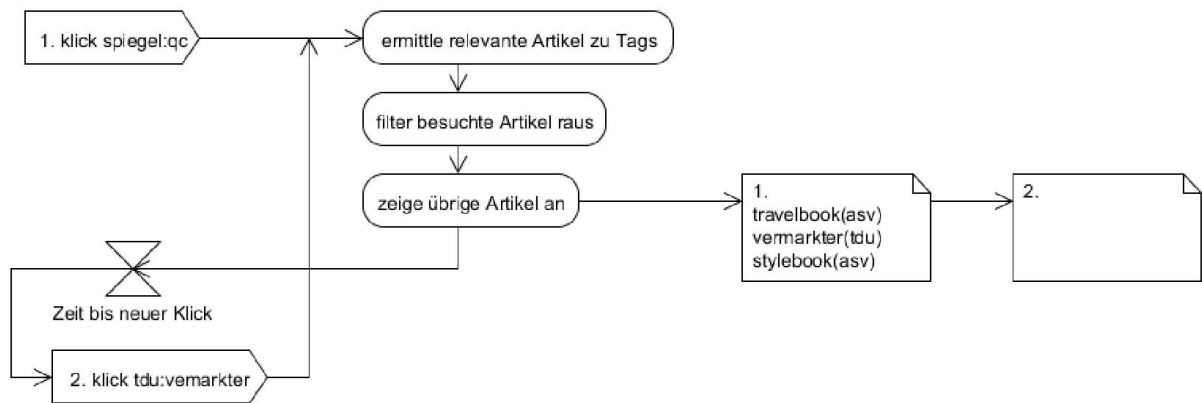 1. klick spiegel:qc
ermittle relevante Artikel zu Tags
filter besuchte Artikel raus
zeige übrige Artikel an
1.
travelbook(asv)
vermarkter(tdu)
stylebook(asv)
2.
Zeit bis neuer Klick
2. klick tdu:vemarkter